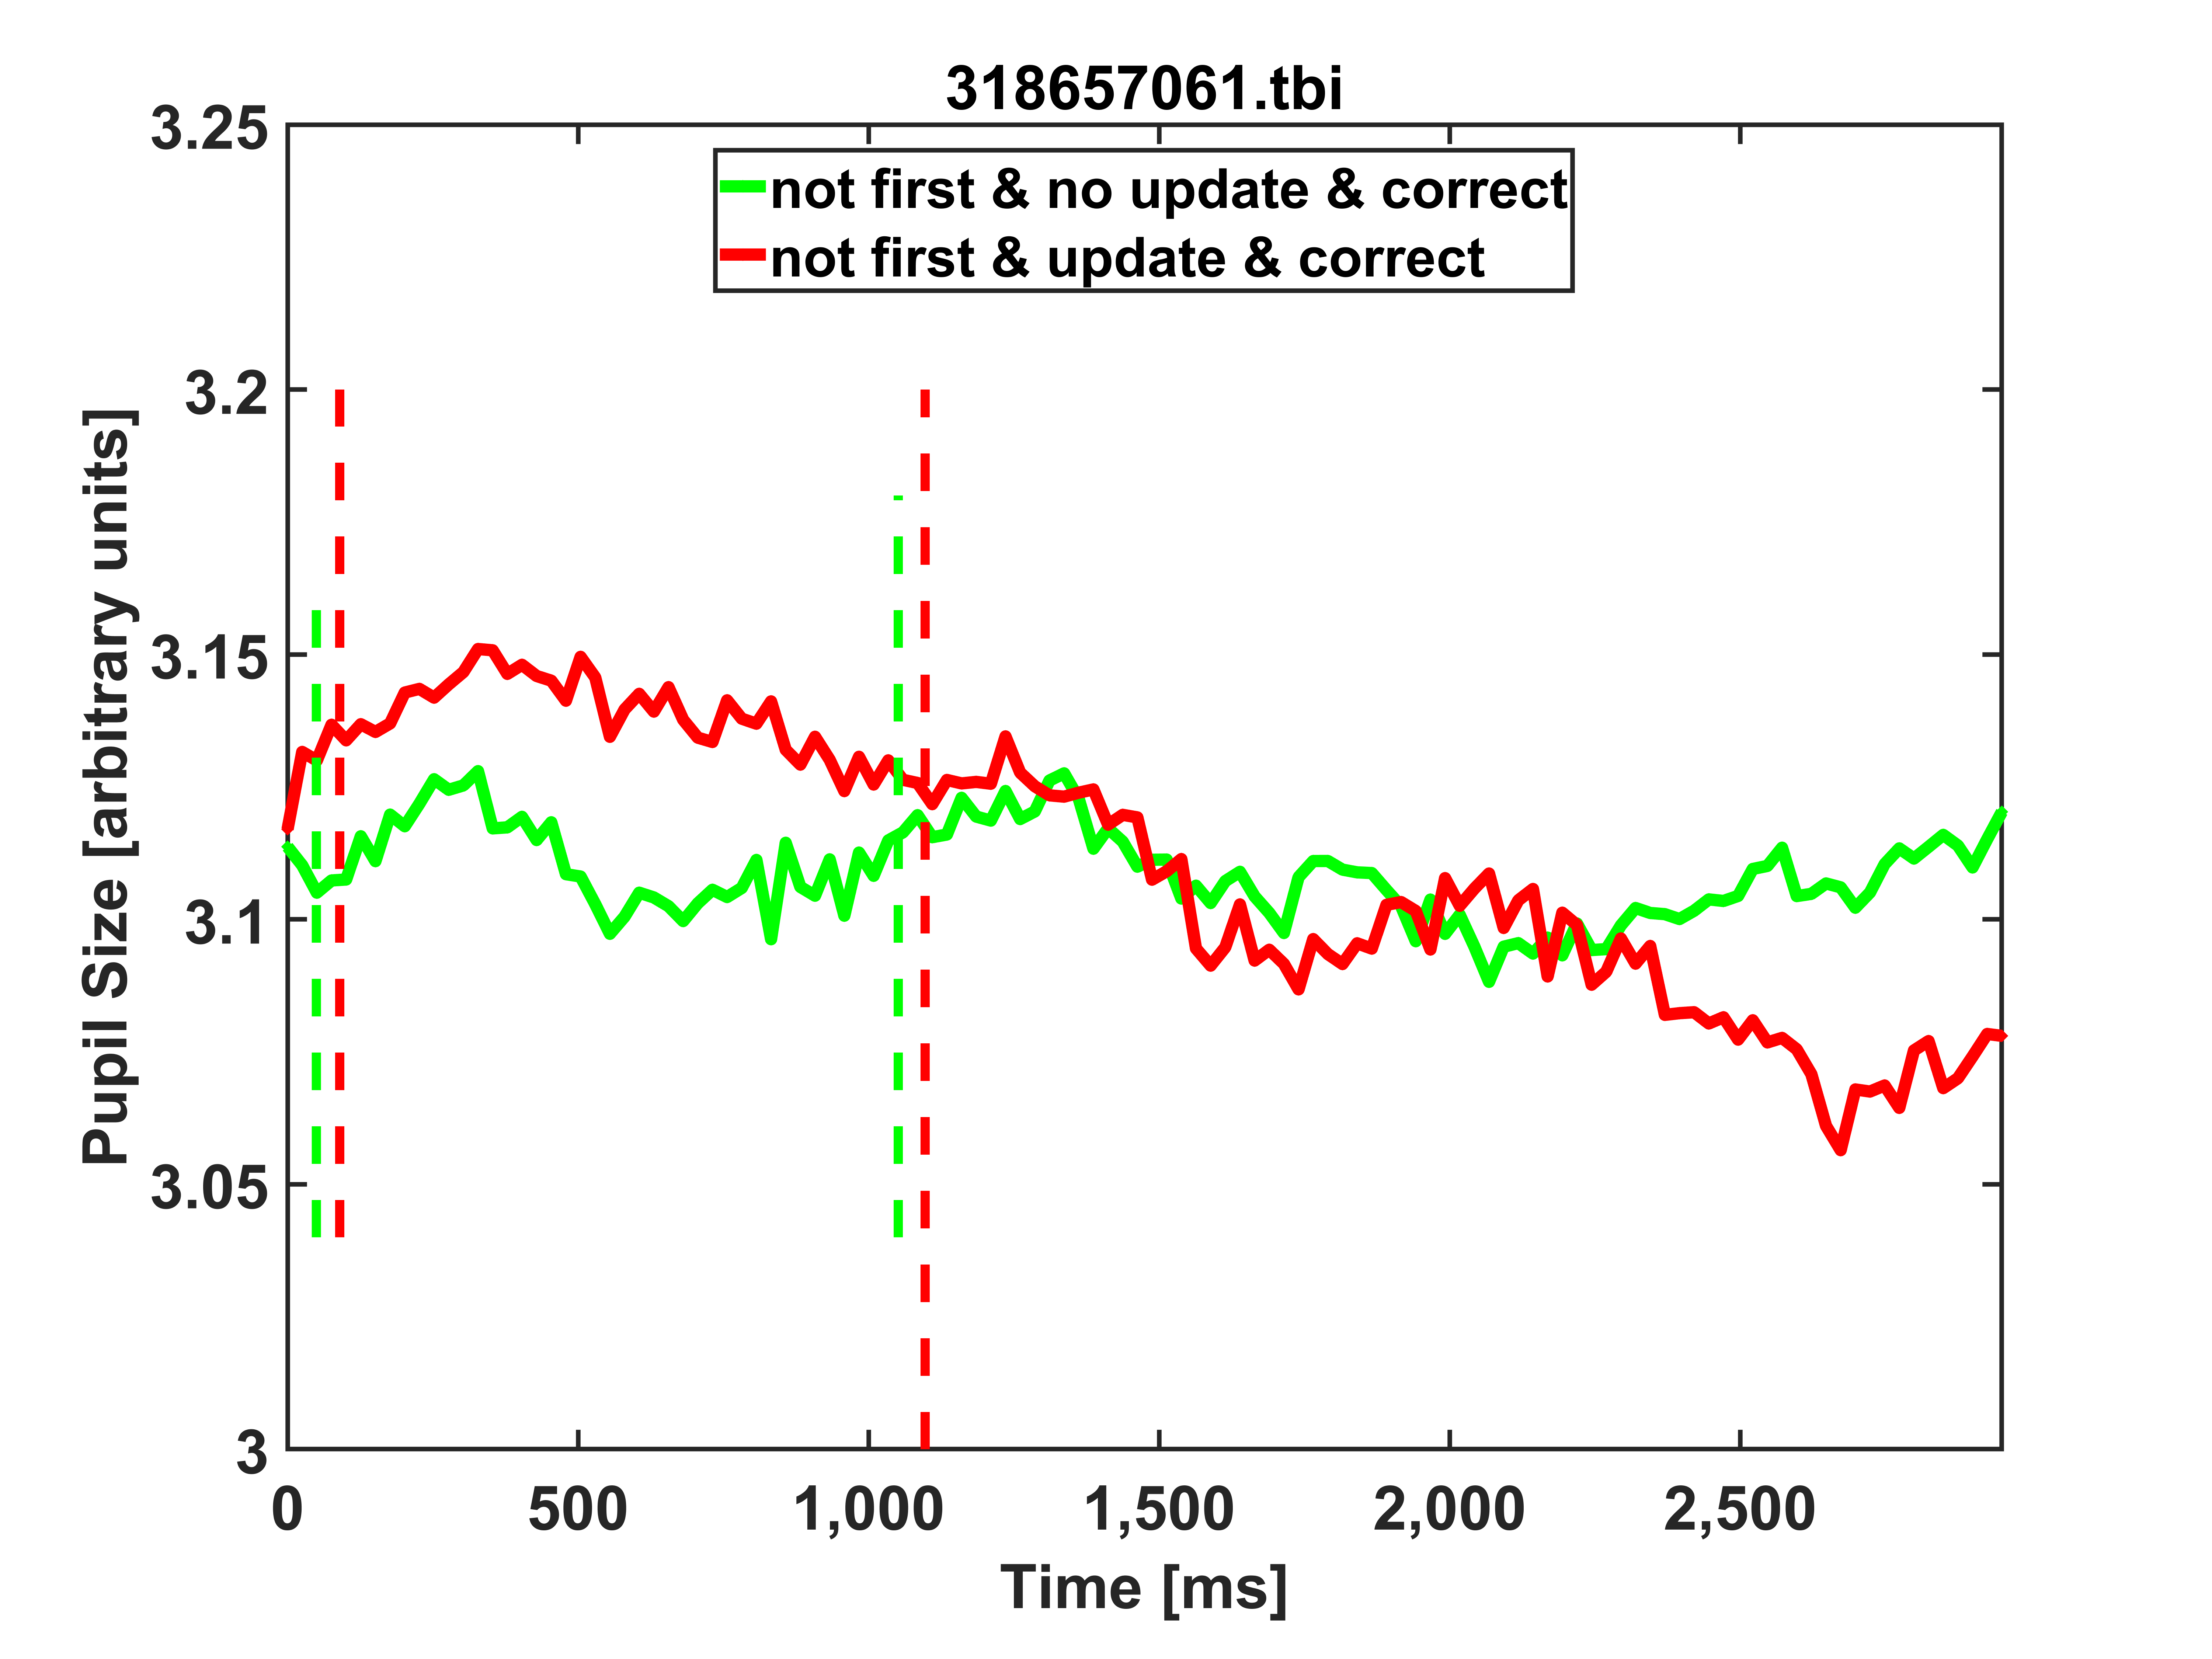 318657061.tbi
not first & no update & correct
not first & update & correct
Pupil Size [arbitrary units]
3.25
3.2
3.15
3.1
3.05
3
0 500 1,000 1,500 2,000 2,500
Time [ms]